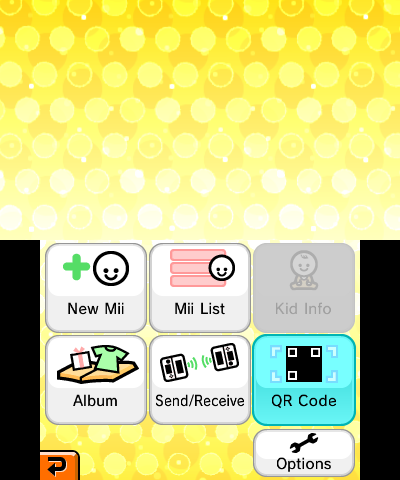 New Mii
Mii List
Kid Info
Album
Send/Receive
QR Code
Options